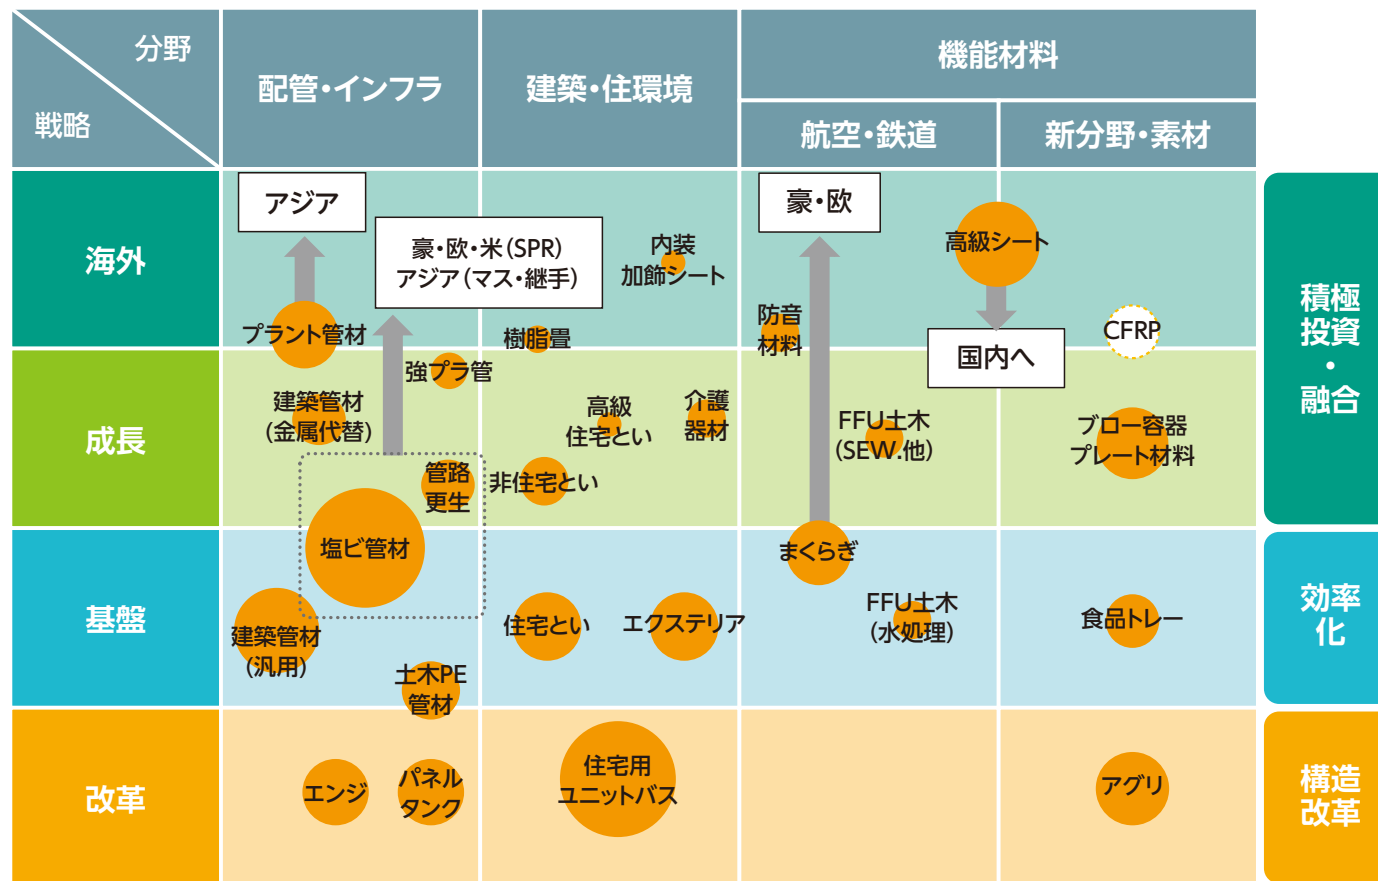 分野
戦略
配管・インフラ
建築・住環境
機能材料
航空・鉄道
新分野・素材
海外
アジア
豪・欧・米（SPR）
アジア（マス・継手）
プラント管材
内装
加飾シート
樹脂畳
豪・欧
防音
材料
高級シート
国内へ
CFRP
成長
強プラ管
建築管材
（金属代替）
管路
更生
高級
住宅とい
介護
器材
非住宅とい
FFU土木
（SEW.他）
ブロー容器
プレート材料
積極
投資
・
融合
基盤
塩ビ管材
建築管材
（汎用）
土木PE
管材
住宅とい
エクステリア
まくらぎ
FFU土木
（水処理）
食品トレー
効率
化
改革
エンジ
パネル
タンク
住宅用
ユニットバス
アグリ
構造
改革